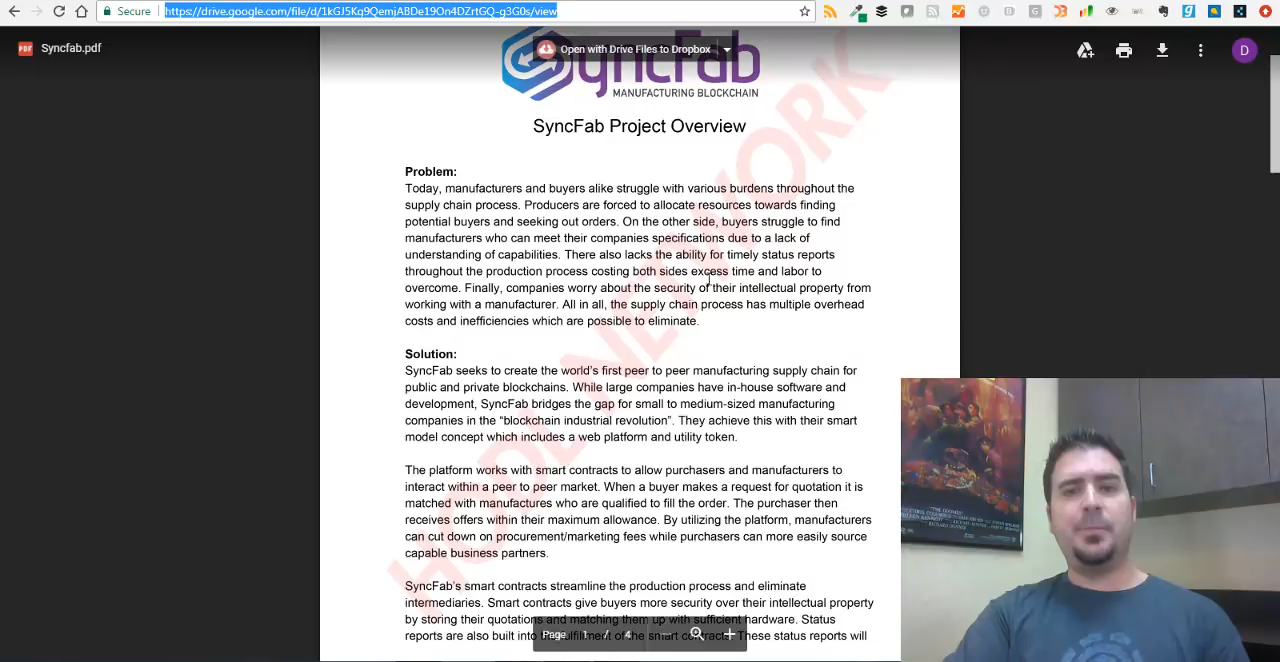 Secure
https://drive.google.com/file/d/1kGJ5Kq9QemjABDe19On4DZrtGQ-g3G0s/view
PDF
Syncfab.pdf
Open with Drive Files to Dropbox
D
SyncFab
MANUFACTURING BLOCKCHAIN
SyncFab Project Overview
Problem:
Today, manufacturers and buyers alike struggle with various burdens throughout the
supply chain process. Producers are forced to allocate resources towards finding
potential buyers and seeking out orders. On the other side, buyers struggle to find
manufacturers who can meet their companies specifications due to a lack of
understanding of capabilities. There also lacks the ability for timely status reports
throughout the production process costing both sides excess time and labor to
overcome. Finally, companies worry about the security of their intellectual property from
working with a manufacturer. All in all, the supply chain process has multiple overhead
costs and inefficiencies which are possible to eliminate.
Solution:
SyncFab seeks to create the world's first peer to peer manufacturing supply chain for
public and private blockchains. While large companies have in-house software and
development, SyncFab bridges the gap for small to medium-sized manufacturing
companies in the "blockchain industrial revolution". They achieve this with their smart
model concept which includes a web platform and utility token.
The platform works with smart contracts to allow purchasers and manufacturers to
interact within a peer to peer market. When a buyer makes a request for quotation it is
matched with manufactures who are qualified to fill the order. The purchaser then
receives offers within their maximum allowance. By utilizing the platform, manufacturers
can cut down on procurement/marketing fees while purchasers can more easily source
capable business partners.
SyncFab's smart contracts streamline the production process and eliminate
intermediaries. Smart contracts give buyers more security over their intellectual property
by storing their quotations and matching them up with sufficient hardware. Status
reports are also built into the fulfillment of the smart contracts. These status reports will
HODL NETWORK
Page 1 / 4